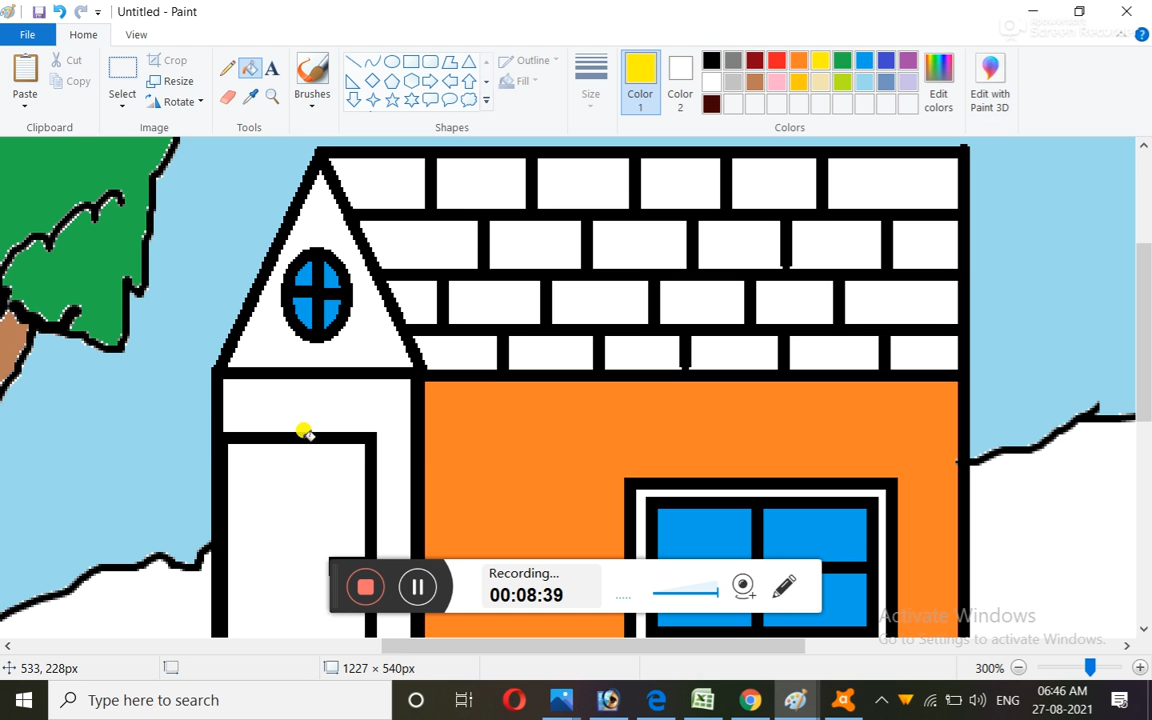 Untitled - Paint
File
Home
View
Paste
Cut
Copy
Clipboard
Select
Crop
Resize
Rotate
Image
A
Tools
Brushes
Outline
Fill
Shapes
Size
Color 1
Color 2
Edit colors
Colors
Edit with Paint 3D
Apowersoft
Screen Recorder
?
Recording...
00:08:39
Activate Windows
Go to Settings to activate Windows.
533, 228px
1227 × 540px
300%
Type here to search
ENG
06:46 AM
27-08-2021